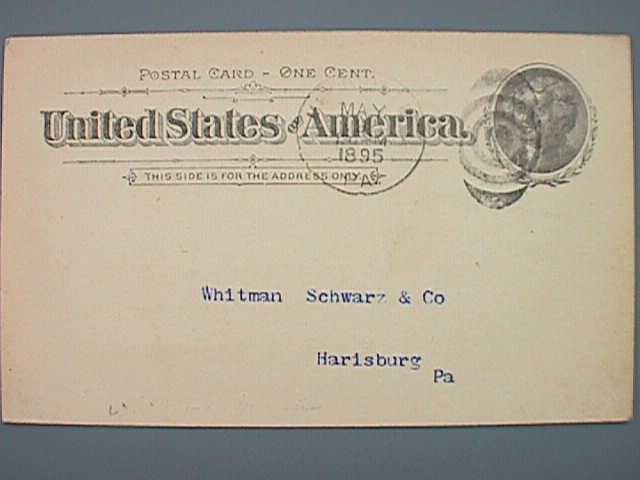 POSTAL CARD - ONE CENT.
United States of America.
MAY
1895
THIS SIDE IS FOR THE ADDRESS ONLY.
Whitman Schwarz & Co
Harisburg
Pa